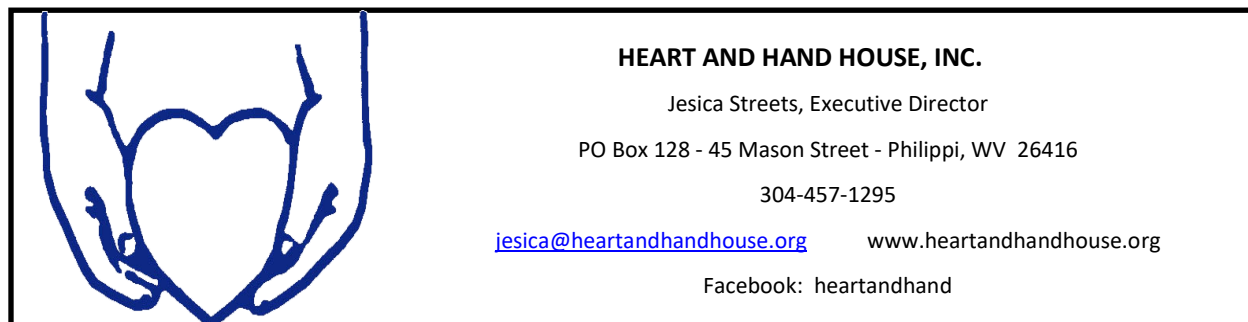 HEART AND HAND HOUSE, INC.
Jesica Streets, Executive Director
PO Box 128 - 45 Mason Street - Philippi, WV  26416
304-457-1295
jesica@heartandhandhouse.org www.heartandhandhouse.org
Facebook:  heartandhand